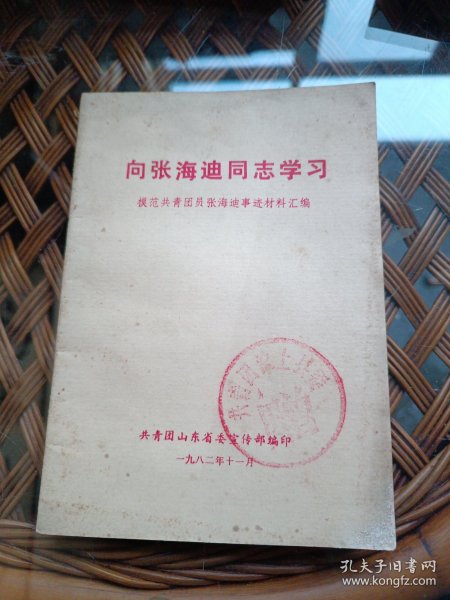 向张海迪同志学习
模范共青团员张海迪事迹材料汇编
共青团山东省委宣传部编印
一九八二年十一月
孔夫子旧书网
www.kongfz.com